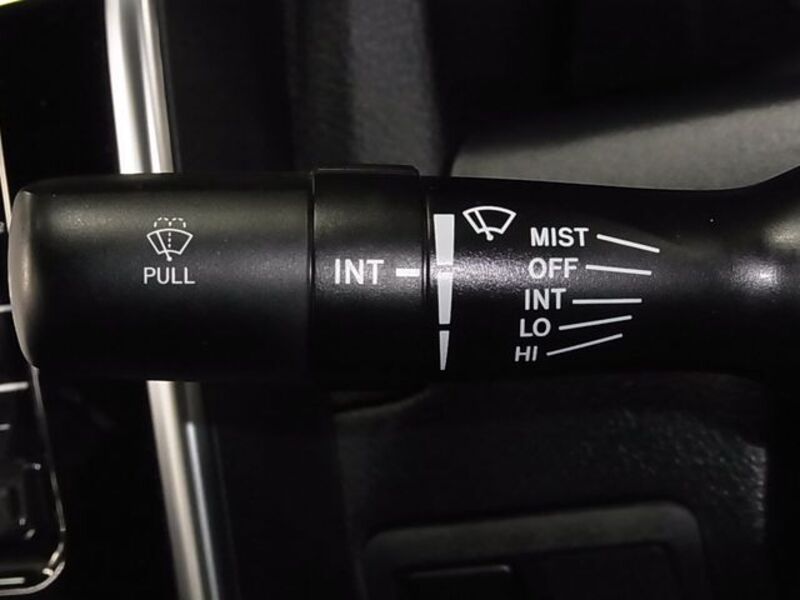 PULL
INT
MIST
OFF
INT
LO
HI